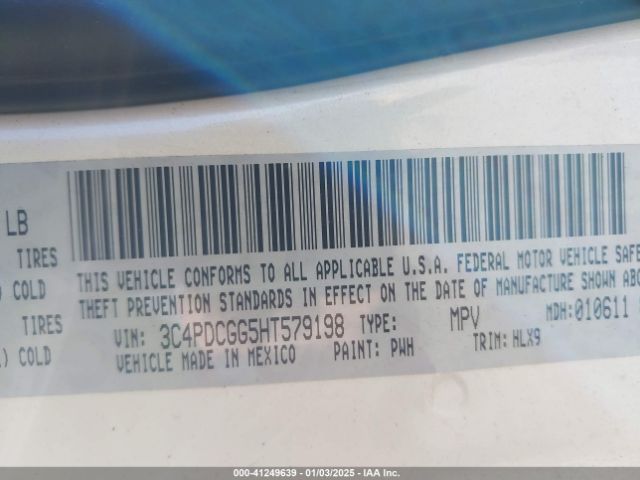 LB
TIRES
) COLD
TIRES
) COLD
THIS VEHICLE CONFORMS TO ALL APPLICABLE U.S.A. FEDERAL MOTOR VEHICLE SAFE
THEFT PREVENTION STANDARDS IN EFFECT ON THE DATE OF MANUFACTURE SHOWN ABO
VIN: 3C4PDCGG5HT579198 TYPE: MPV MDH:010611
VEHICLE MADE IN MEXICO PAINT: PWH TRIM: HLX9
000-41249639 - 01/03/2025 - IAA Inc.